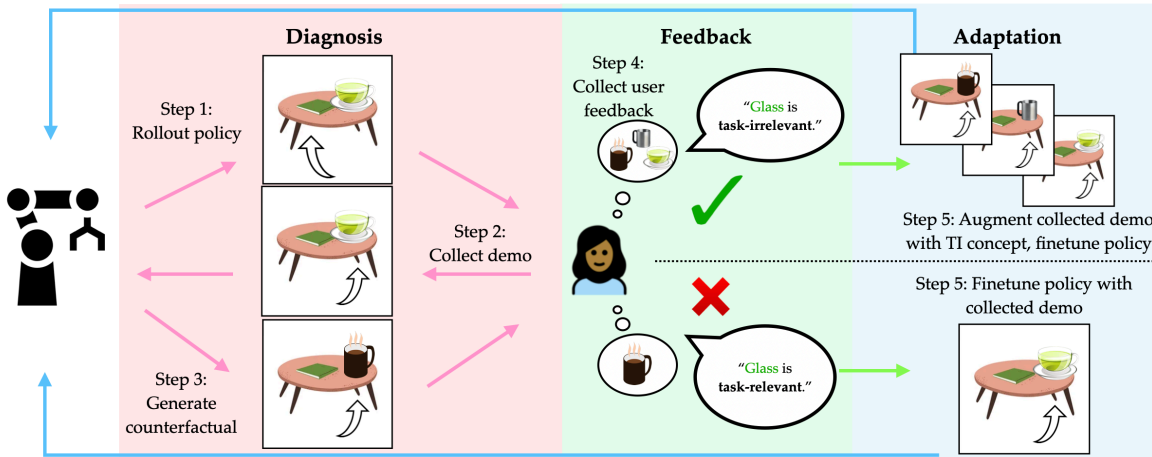 Diagnosis
Feedback
Adaptation
Step 1:
Rollout policy
Step 2:
Collect demo
Step 3:
Generate
counterfactual
Step 4:
Collect user
feedback
“Glass is
task-irrelevant.”
Step 5: Augment collected demo
with TI concept, finetune policy
“Glass is
task-relevant.”
Step 5: Finetune policy with
collected demo